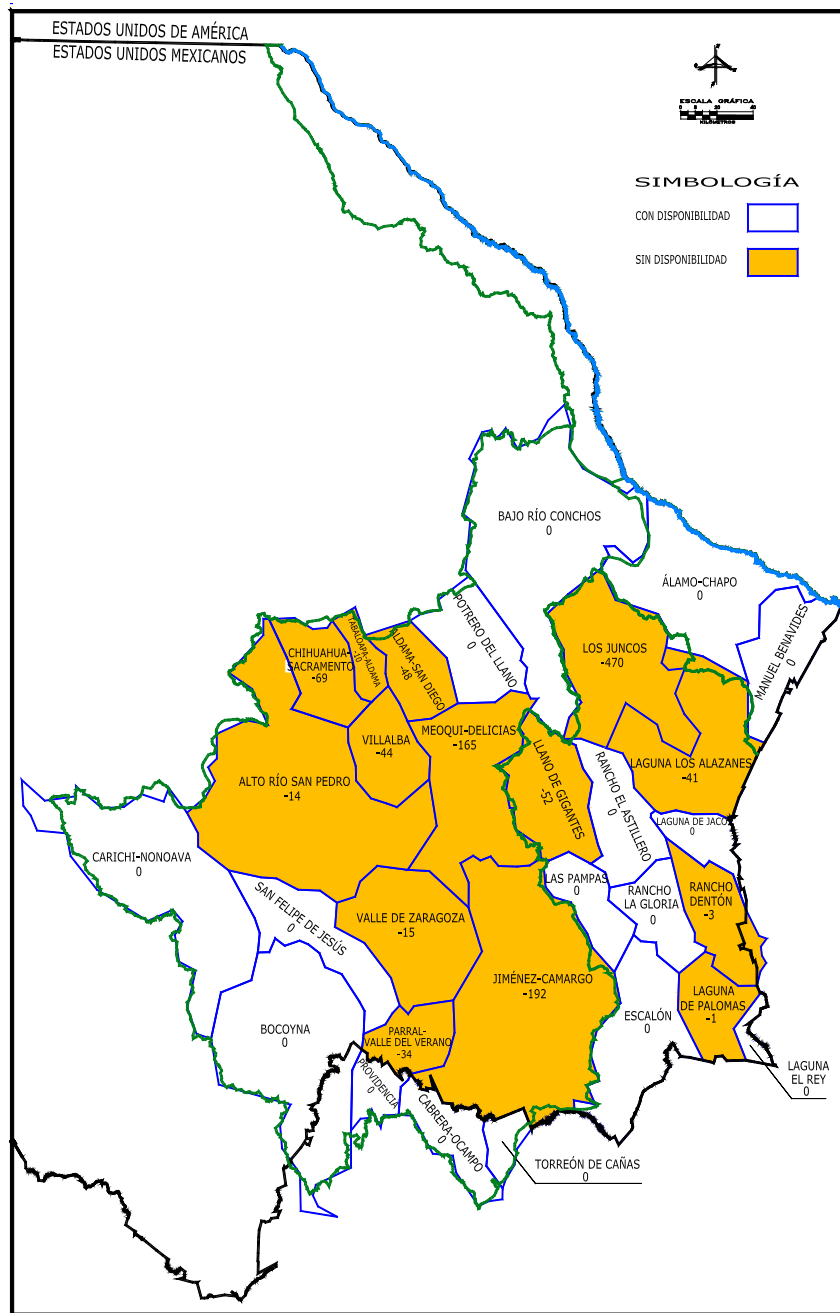 ESTADOS UNIDOS DE AMÉRICA
ESTADOS UNIDOS MEXICANOS
ESCALA GRÁFICA
KILÓMETROS
SIMBOLOGÍA
CON DISPONIBILIDAD
SIN DISPONIBILIDAD
BAJO RÍO CONCHOS
0
ÁLAMO-CHAPO
0
MANUEL BENAVIDES
0
POTRERO DEL LLANO
0
LOS JUNCOS
-470
CHIHUAHUA-
SACRAMENTO
-69
TABALOAPA-ALDAMA
-10
ALDAMA-SAN DIEGO
-48
VILLALBA
-44
MEOQUI-DELICIAS
-165
LLANO DE GIGANTES
-52
RANCHO EL ASTILLERO
0
LAGUNA LOS ALAZANES
-41
ALTO RÍO SAN PEDRO
-14
LAGUNA DE JACO
0
CARICHI-NONOAVA
0
SAN FELIPE DE JESÚS
0
VALLE DE ZARAGOZA
-15
LAS PAMPAS
0
RANCHO
LA GLORIA
0
RANCHO
DENTÓN
-3
JIMÉNEZ-CAMARGO
-192
LAGUNA
DE PALOMAS
-1
ESCALÓN
0
BOCOYNA
0
PARRAL-
VALLE DEL VERANO
-34
PROVIDENCIA
0
CABRERA-OCAMPO
0
LAGUNA
EL REY
0
TORREÓN DE CAÑAS
0